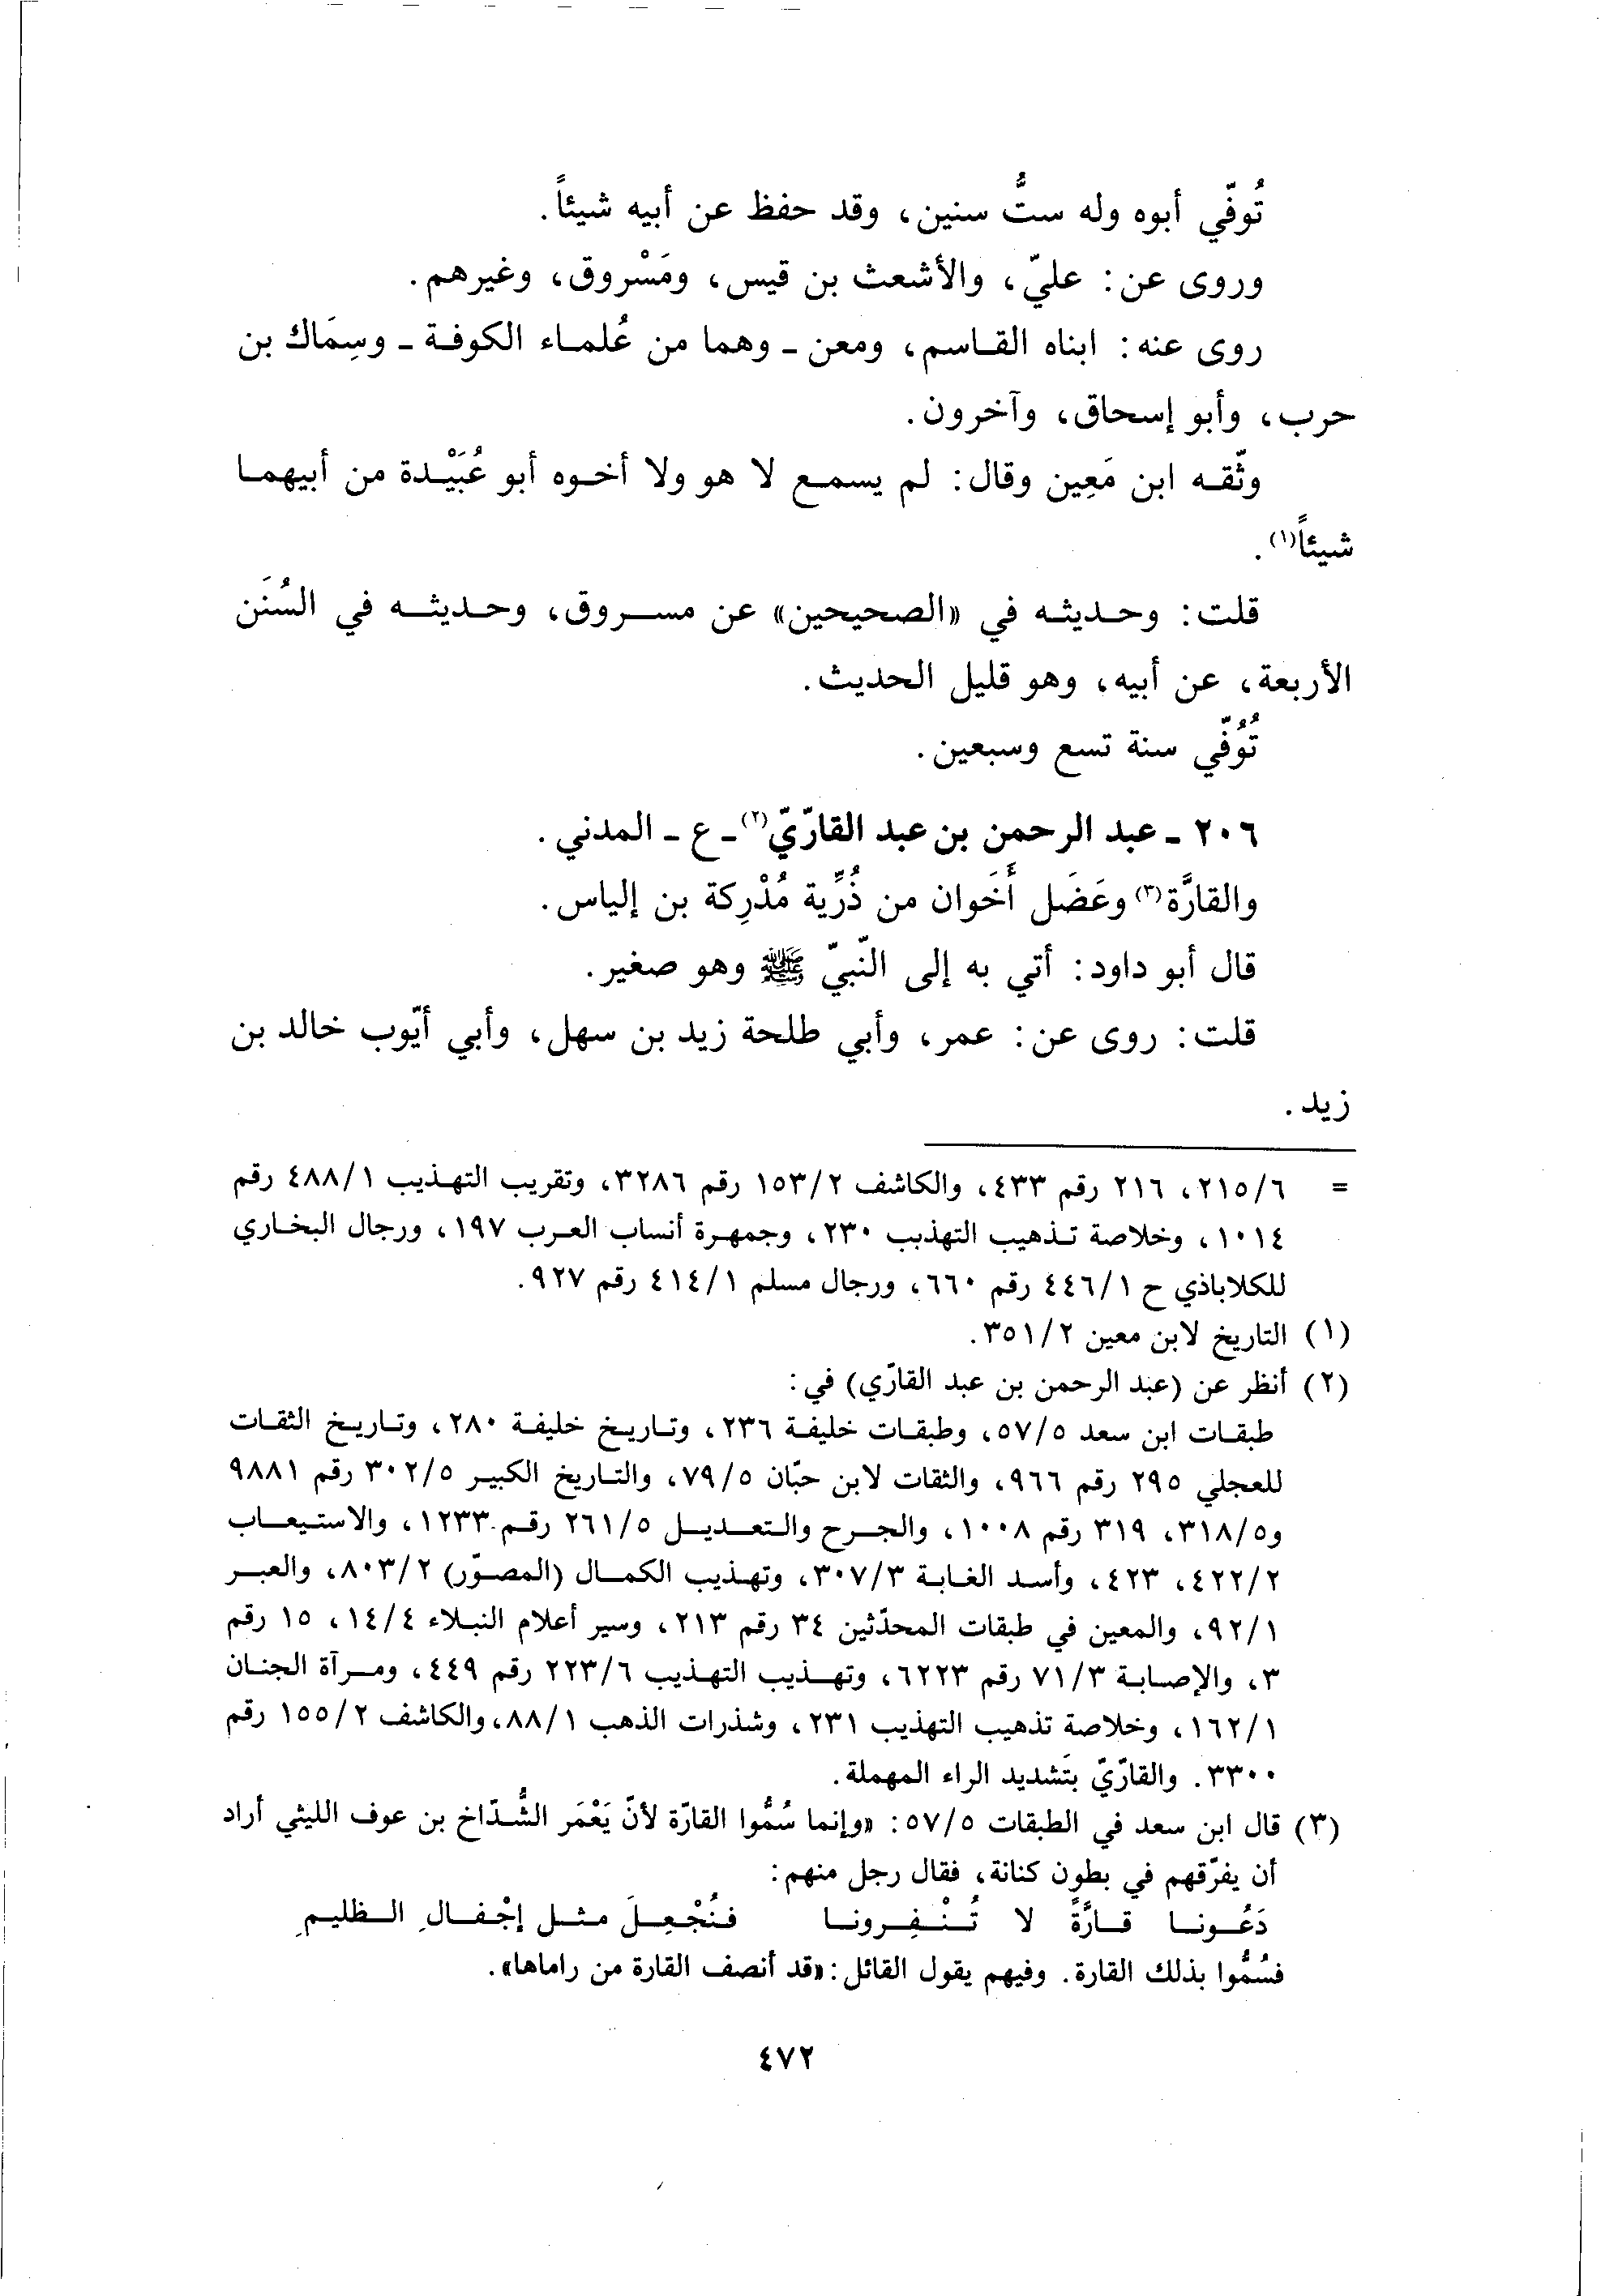 تُوفّي أبوه وله ستُّ سنين، وقد حفظ عن أبيه شيئاً.
وروى عن: عليّ، والأشعث بن قيس، ومَسْروق، وغيرهم.
روى عنه: ابناه القاسم، ومعن ـ وهما من عُلماء الكوفة ـ وسِمَاك بن
حرب، وأبو إسحاق، وآخرون.
وثّقه ابن مَعِين وقال: لم يسمع لا هو ولا أخوه أبو عُبَيْدة من أبيهما
شيئاً(١).
قلت: وحديثه في «الصحيحين» عن مسروق، وحديثه في السُنَن
الأربعة، عن أبيه، وهو قليل الحديث.
تُوُفّي سنة تسع وسبعين.
٢٠٦ ـ عبد الرحمن بن عبد القارّيّ(٢) ـ ع ـ المدني.
والقارَّة(٣) وعَضَل أَخَوان من ذُرِّية مُدْرِكة بن إلياس.
قال أبو داود: أتي به إلى النّبيّ ﷺ وهو صغير.
قلت: روى عن: عمر، وأبي طلحة زيد بن سهل، وأبي أيّوب خالد بن
زيد.
= ٢١٥/٦، ٢١٦ رقم ٤٣٣، والكاشف ١٥٣/٢ رقم ٣٢٨٦، وتقريب التهذيب ٤٨٨/١ رقم
١٠١٤، وخلاصة تذهيب التهذيب ٢٣٠، وجمهرة أنساب العرب ١٩٧، ورجال البخاري
للكلاباذي ح ٤٤٦/١ رقم ٦٦٠، ورجال مسلم ٤١٤/١ رقم ٩٢٧.
(١) التاريخ لابن معين ٣٥١/٢.
(٢) أنظر عن (عبد الرحمن بن عبد القارّي) في:
طبقات ابن سعد ٥٧/٥، وطبقات خليفة ٢٣٦، وتاريخ خليفة ٢٨٠، وتاريخ الثقات
للعجلي ٢٩٥ رقم ٩٦٦، والثقات لابن حبّان ٧٩/٥، والتاريخ الكبير ٣٠٢/٥ رقم ٩٨٨١
و٣١٨/٥، ٣١٩ رقم ١٠٠٨، والجرح والتعديل ٢٦١/٥ رقم ١٢٣٣، والاستيعاب
٤٢٢/٢، ٤٢٣، وأسد الغابة ٣٠٧/٣، وتهذيب الكمال (المصوّر) ٨٠٣/٢، والعبر
٩٢/١، والمعين في طبقات المحدّثين ٣٤ رقم ٢١٣، وسير أعلام النبلاء ١٤/٤، ١٥ رقم
٣، والإصابة ٧١/٣ رقم ٦٢٢٣، وتهذيب التهذيب ٢٢٣/٦ رقم ٤٤٩، ومرآة الجنان
١٦٢/١، وخلاصة تذهيب التهذيب ٢٣١، وشذرات الذهب ٨٨/١، والكاشف ١٥٥/٢ رقم
٣٣٠٠. والقارّيّ بتَشديد الراء المهملة.
(٣) قال ابن سعد في الطبقات ٥٧/٥: «وإنما سُمُّوا القارّة لأنّ يَعْمَر الشُّدّاخ بن عوف الليثي أراد
أن يفرّقهم في بطون كنانة، فقال رجل منهم:
دَعُونا قارَّةً لا تُنْفِرونا فنُجْعِلَ مثل إجْفالِ الظليمِ
فسُمُّوا بذلك القارة. وفيهم يقول القائل: «قد أنصف القارة من راماها».
٤٧٢